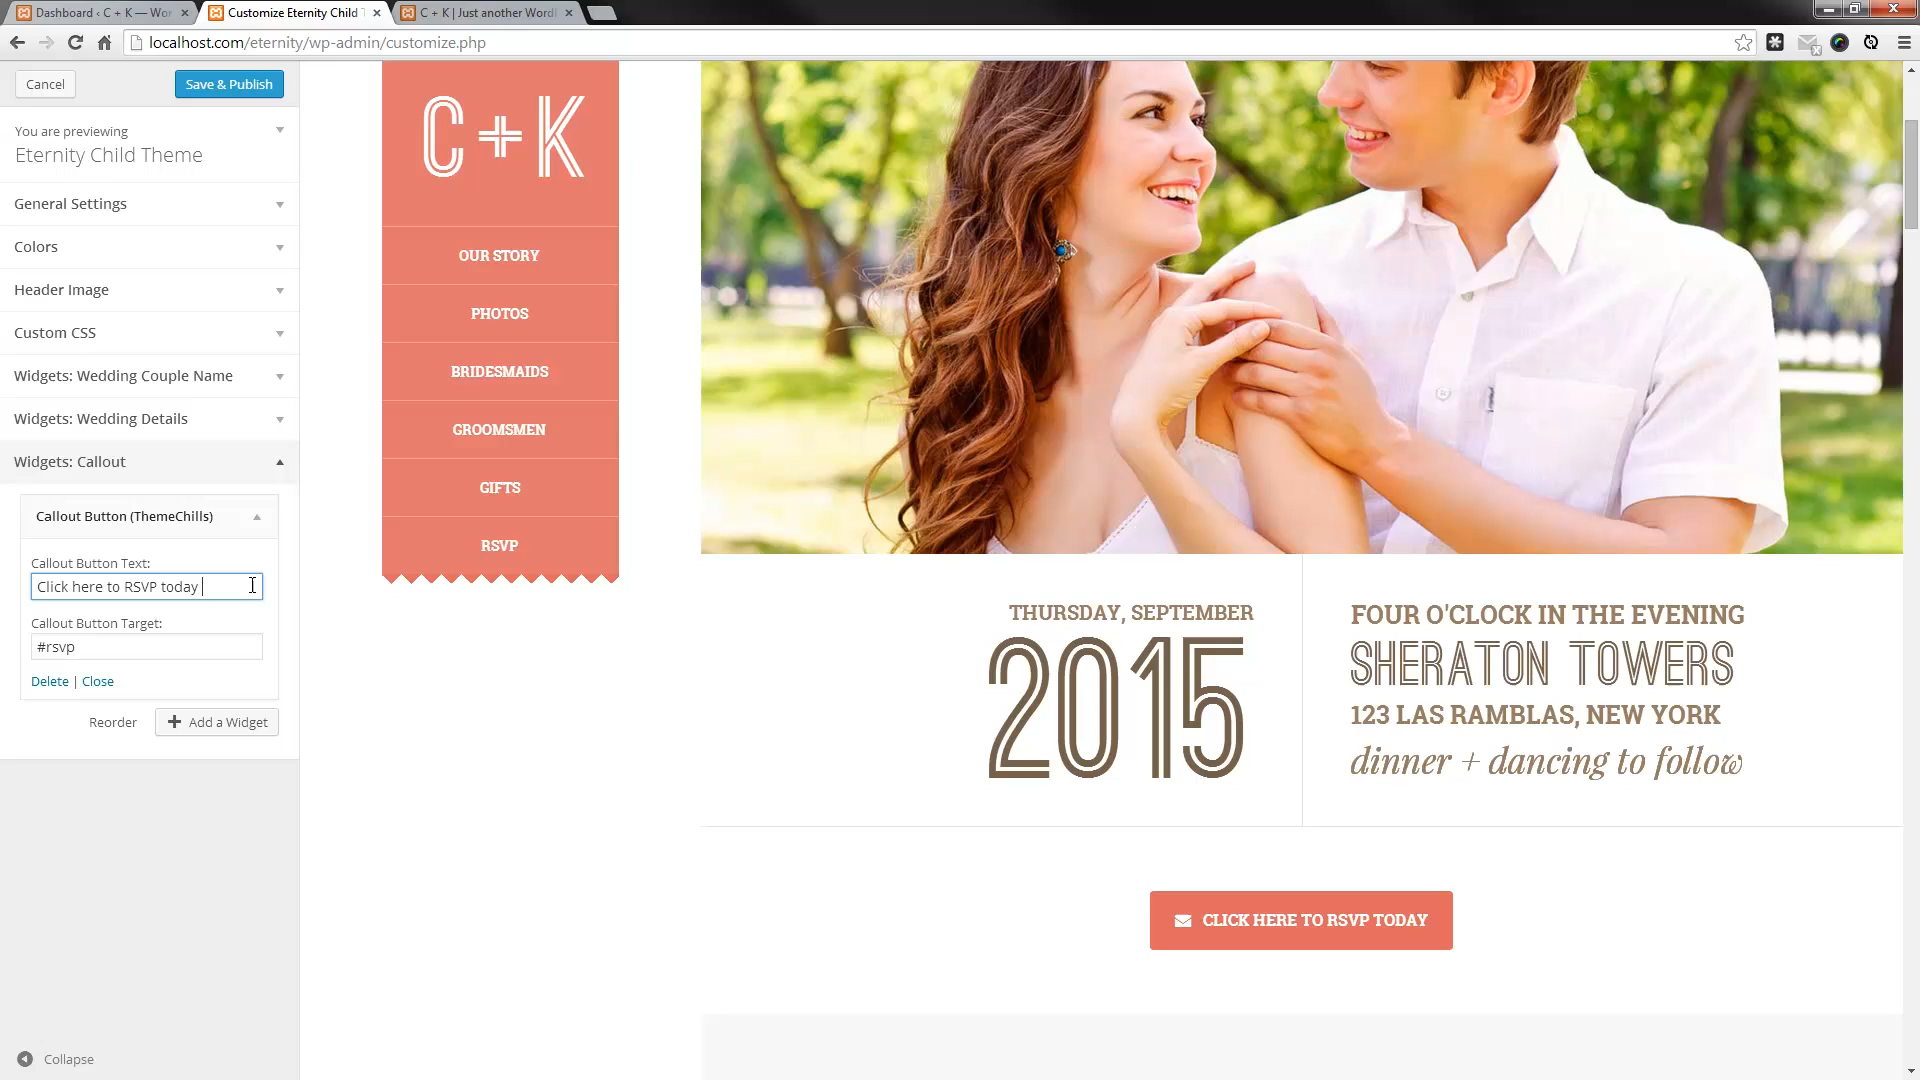 Dashboard ‹ C + K — Wor
Customize Eternity Child T
C + K | Just another Word
localhost.com/eternity/wp-admin/customize.php
Cancel
Save & Publish
You are previewing
Eternity Child Theme
General Settings
Colors
Header Image
Custom CSS
Widgets: Wedding Couple Name
Widgets: Wedding Details
Widgets: Callout
Callout Button (ThemeChills)
Callout Button Text:
Click here to RSVP today
Callout Button Target:
#rsvp
Delete | Close
Reorder
Add a Widget
Collapse
C + K
OUR STORY
PHOTOS
BRIDESMAIDS
GROOMSMEN
GIFTS
RSVP
THURSDAY, SEPTEMBER
2015
FOUR O'CLOCK IN THE EVENING
SHERATON TOWERS
123 LAS RAMBLAS, NEW YORK
dinner + dancing to follow
CLICK HERE TO RSVP TODAY